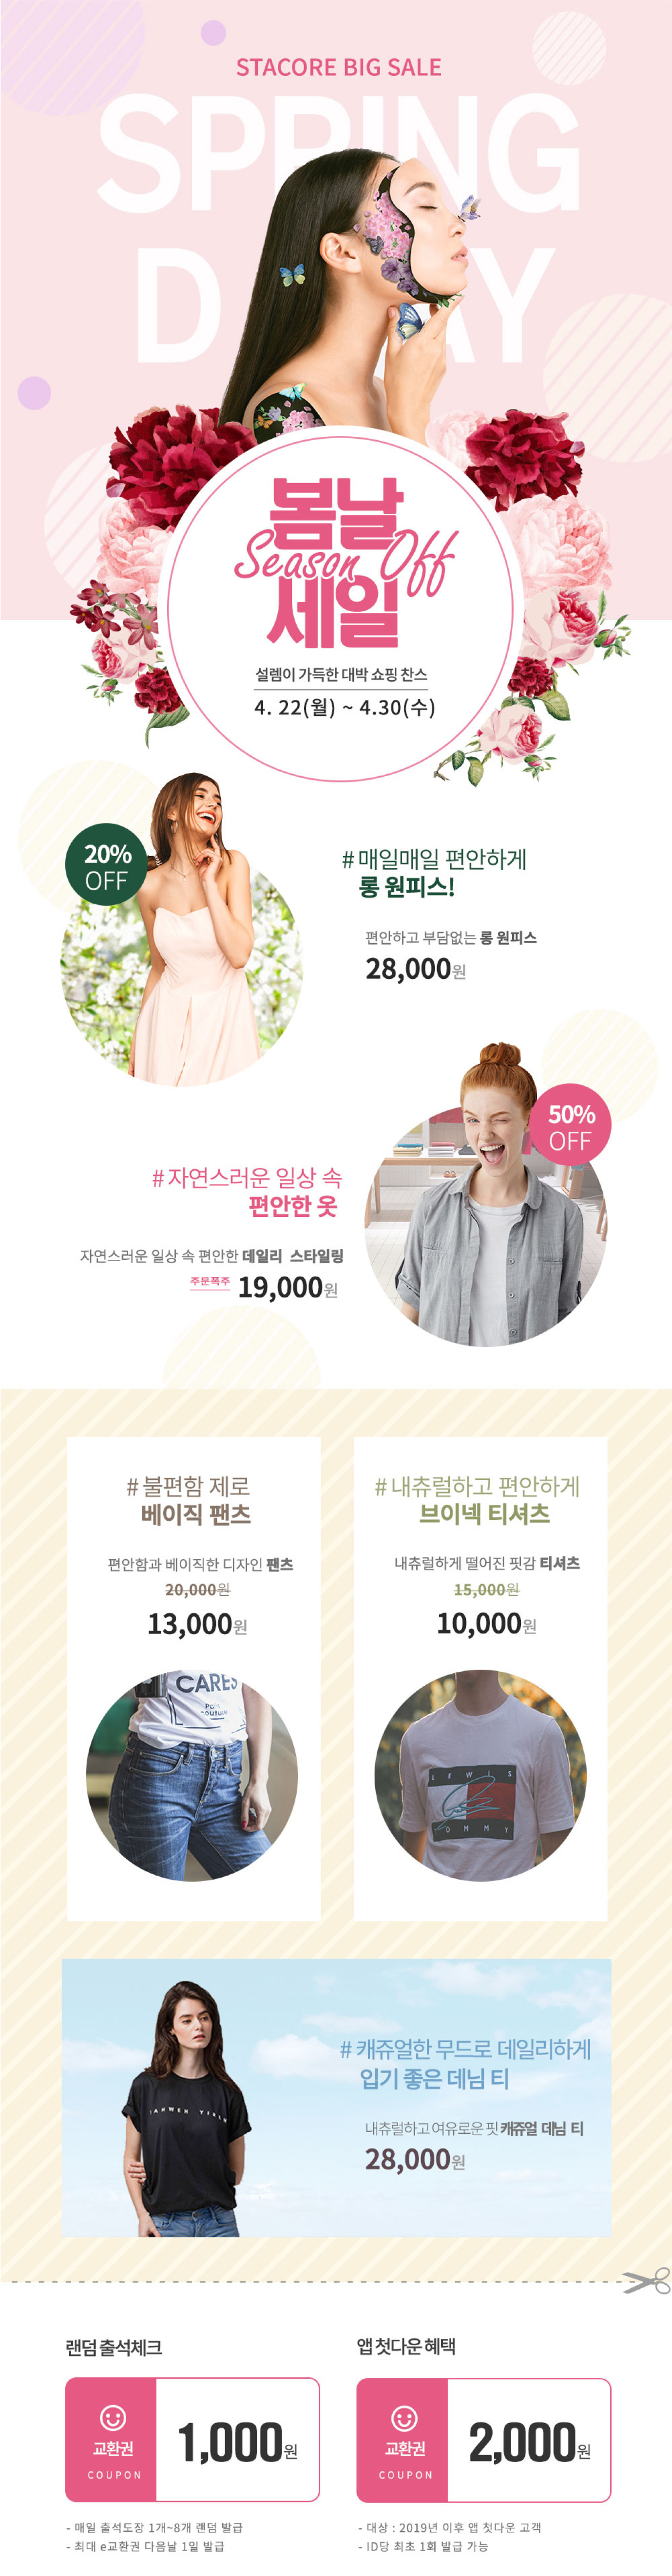 STACORE BIG SALE
SPRING
DAY
봄날
Season Off
세일
설렘이 가득한 대박 쇼핑 찬스
4. 22(월) ~ 4.30(수)
20%
OFF
# 매일매일 편안하게
롱 원피스!
편안하고 부담없는 롱 원피스
28,000원
50%
OFF
# 자연스러운 일상 속
편안한 옷
자연스러운 일상 속 편안한 데일리 스타일링
주문폭주 19,000원
# 불편함 제로
베이직 팬츠
편안함과 베이직한 디자인 팬츠
20,000원
13,000원
CARES
# 내츄럴하고 편안하게
브이넥 티셔츠
내츄럴하게 떨어진 핏감 티셔츠
15,000원
10,000원
LEWIS
TOMMY
# 캐쥬얼한 무드로 데일리하게
입기 좋은 데님 티
내츄럴하고 여유로운 핏 캐쥬얼 데님 티
28,000원
랜덤 출석체크
교환권
COUPON
1,000원
- 매일 출석도장 1개~8개 랜덤 발급
- 최대 e교환권 다음날 1일 발급
앱 첫다운 혜택
교환권
COUPON
2,000원
- 대상 : 2019년 이후 앱 첫다운 고객
- ID당 최초 1회 발급 가능